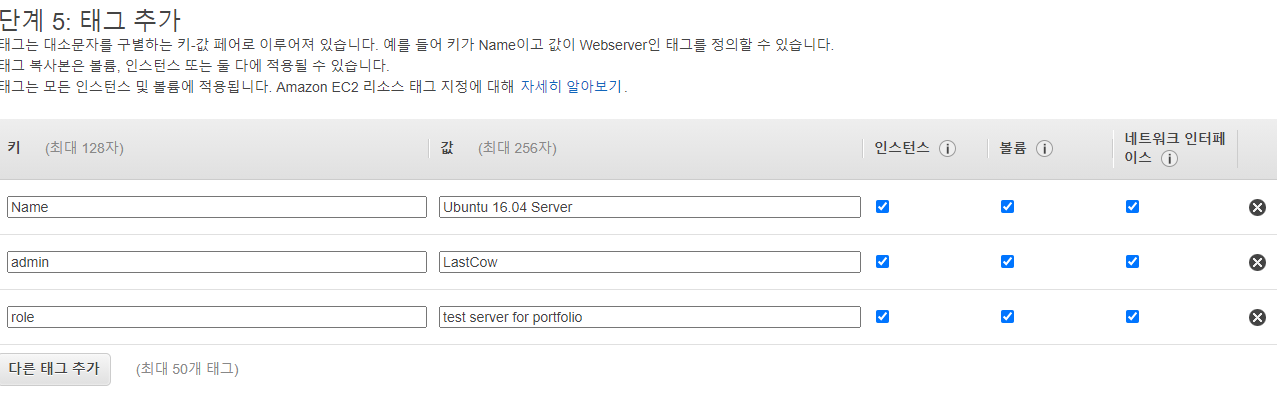 단계 5: 태그 추가
태그는 대소문자를 구별하는 키-값 페어로 이루어져 있습니다. 예를 들어 키가 Name이고 값이 Webserver인 태그를 정의할 수 있습니다.
태그 복사본은 볼륨, 인스턴스 또는 둘 다에 적용될 수 있습니다.
태그는 모든 인스턴스 및 볼륨에 적용됩니다. Amazon EC2 리소스 태그 지정에 대해 자세히 알아보기.
키 (최대 128자) 값 (최대 256자) 인스턴스 i 볼륨 i 네트워크 인터페
이스 i
Name Ubuntu 16.04 Server
admin LastCow
role test server for portfolio
다른 태그 추가 (최대 50개 태그)